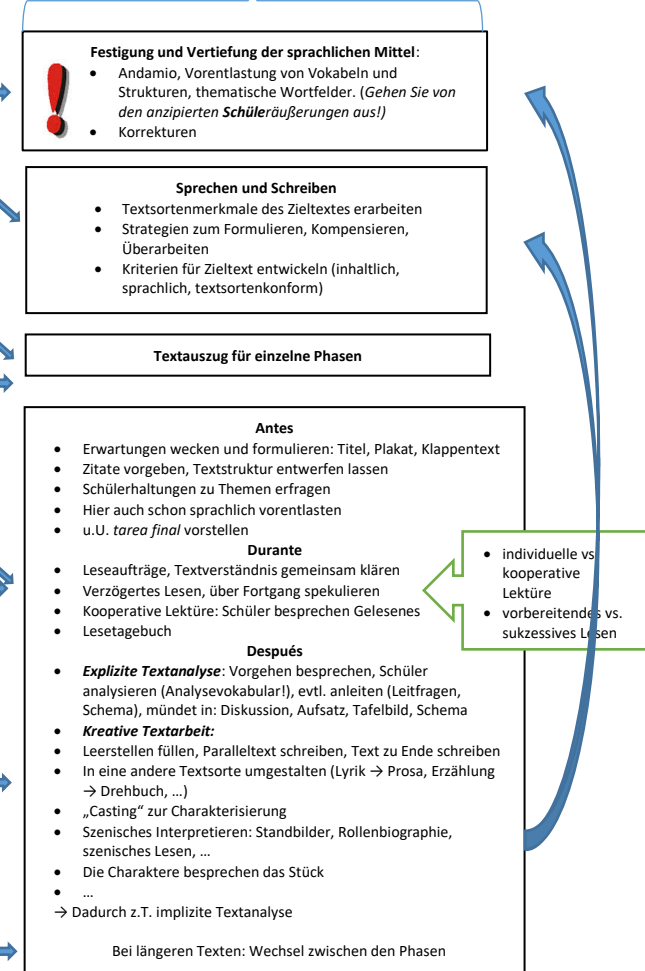 Festigung und Vertiefung der sprachlichen Mittel:
• Andamio, Vorentlastung von Vokabeln und
Strukturen, thematische Wortfelder. (Gehen Sie von
den anzipierten Schüleräußerungen aus!)
• Korrekturen
Sprechen und Schreiben
• Textsortenmerkmale des Zieltextes erarbeiten
• Strategien zum Formulieren, Kompensieren,
Überarbeiten
• Kriterien für Zieltext entwickeln (inhaltlich,
sprachlich, textsortenkonform)
Textauszug für einzelne Phasen
Antes
• Erwartungen wecken und formulieren: Titel, Plakat, Klappentext
• Zitate vorgeben, Textstruktur entwerfen lassen
• Schülerhaltungen zu Themen erfragen
• Hier auch schon sprachlich vorentlasten
• u.U. tarea final vorstellen
Durante
• Leseaufträge, Textverständnis gemeinsam klären
• Verzögertes Lesen, über Fortgang spekulieren
• Kooperative Lektüre: Schüler besprechen Gelesenes
• Lesetagebuch
• individuelle vs
kooperative
Lektüre
• vorbereitendes vs.
sukzessives Lesen
Después
• Explizite Textanalyse: Vorgehen besprechen, Schüler
analysieren (Analysevokabular!), evtl. anleiten (Leitfragen,
Schema), mündet in: Diskussion, Aufsatz, Tafelbild, Schema
• Kreative Textarbeit:
• Leerstellen füllen, Paralleltext schreiben, Text zu Ende schreiben
• In eine andere Textsorte umgestalten (Lyrik → Prosa, Erzählung
→ Drehbuch, …)
• „Casting" zur Charakterisierung
• Szenisches Interpretieren: Standbilder, Rollenbiographie,
szenisches Lesen, …
• Die Charaktere besprechen das Stück
• …
→ Dadurch z.T. implizite Textanalyse
Bei längeren Texten: Wechsel zwischen den Phasen